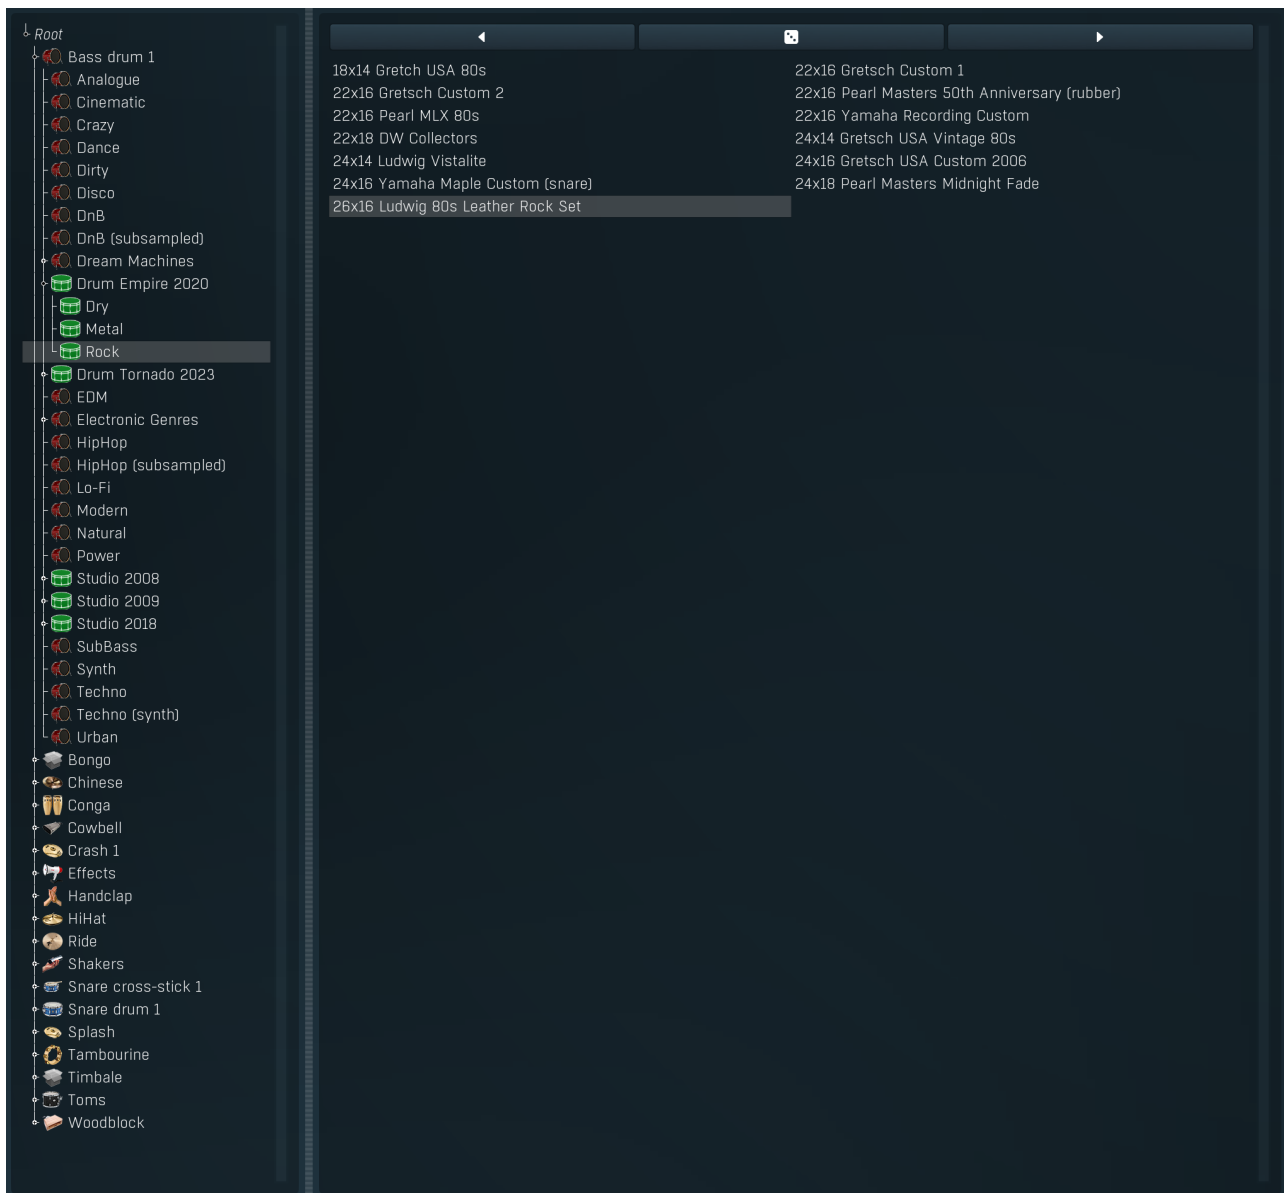 Root
Bass drum 1
Analogue
Cinematic
Crazy
Dance
Dirty
Disco
DnB
DnB (subsampled)
Dream Machines
Drum Empire 2020
Dry
Metal
Rock
Drum Tornado 2023
EDM
Electronic Genres
HipHop
HipHop (subsampled)
Lo-Fi
Modern
Natural
Power
Studio 2008
Studio 2009
Studio 2018
SubBass
Synth
Techno
Techno (synth)
Urban
Bongo
Chinese
Conga
Cowbell
Crash 1
Effects
Handclap
HiHat
Ride
Shakers
Snare cross-stick 1
Snare drum 1
Splash
Tambourine
Timbale
Toms
Woodblock
18x14 Gretch USA 80s
22x16 Gretsch Custom 1
22x16 Gretsch Custom 2
22x16 Pearl Masters 50th Anniversary (rubber)
22x16 Pearl MLX 80s
22x16 Yamaha Recording Custom
22x18 DW Collectors
24x14 Gretsch USA Vintage 80s
24x14 Ludwig Vistalite
24x16 Gretsch USA Custom 2006
24x16 Yamaha Maple Custom (snare)
24x18 Pearl Masters Midnight Fade
26x16 Ludwig 80s Leather Rock Set